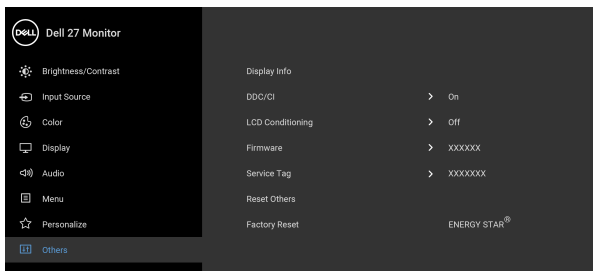 DELL Dell 27 Monitor
Brightness/Contrast
Display Info
Input Source
DDC/CI > On
Color
LCD Conditioning > Off
Display
Firmware > XXXXXX
Audio
Service Tag > XXXXXXX
Menu
Reset Others
Personalize
Factory Reset ENERGY STAR®
Others